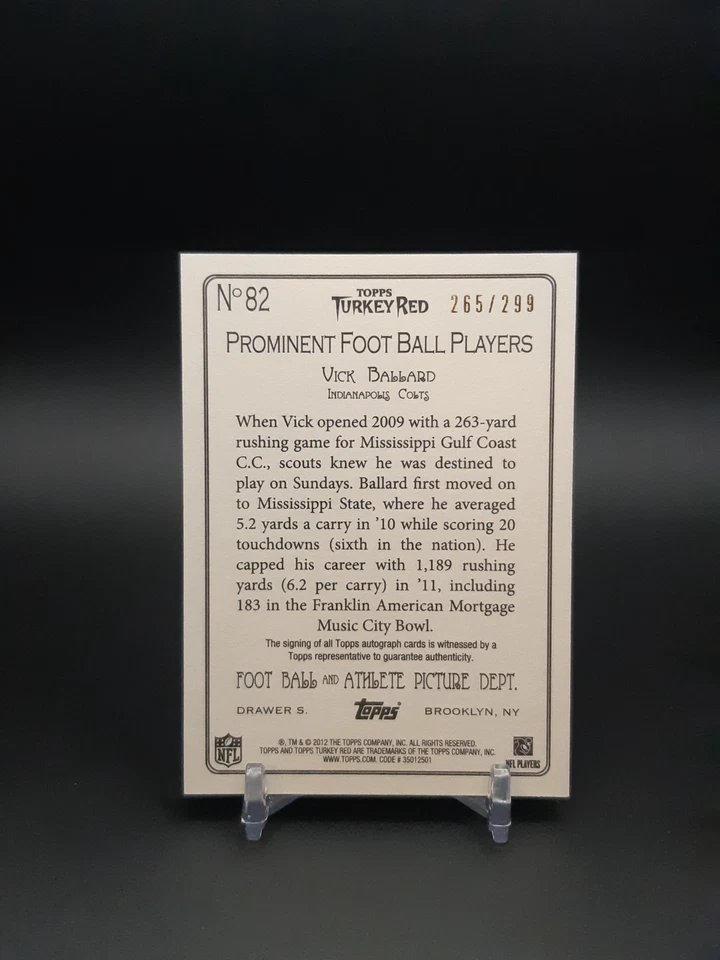 Nº 82
TOPPS
TURKEY RED
265/299
PROMINENT FOOT BALL PLAYERS
VICK BALLARD
INDIANAPOLIS COLTS
When Vick opened 2009 with a 263-yard
rushing game for Mississippi Gulf Coast
C.C., scouts knew he was destined to
play on Sundays. Ballard first moved on
to Mississippi State, where he averaged
5.2 yards a carry in ’10 while scoring 20
touchdowns (sixth in the nation). He
capped his career with 1,189 rushing
yards (6.2 per carry) in ’11, including
183 in the Franklin American Mortgage
Music City Bowl.
The signing of all Topps autograph cards is witnessed by a
Topps representative to guarantee authenticity.
FOOT BALL AND ATHLETE PICTURE DEPT.
DRAWER S.
topps
BROOKLYN, NY
NFL
®, TM & © 2012 THE TOPPS COMPANY, INC. ALL RIGHTS RESERVED.
TOPPS AND TOPPS TURKEY RED ARE TRADEMARKS OF THE TOPPS COMPANY, INC.
WWW.TOPPS.COM. CODE # 35012501
NFL PLAYERS